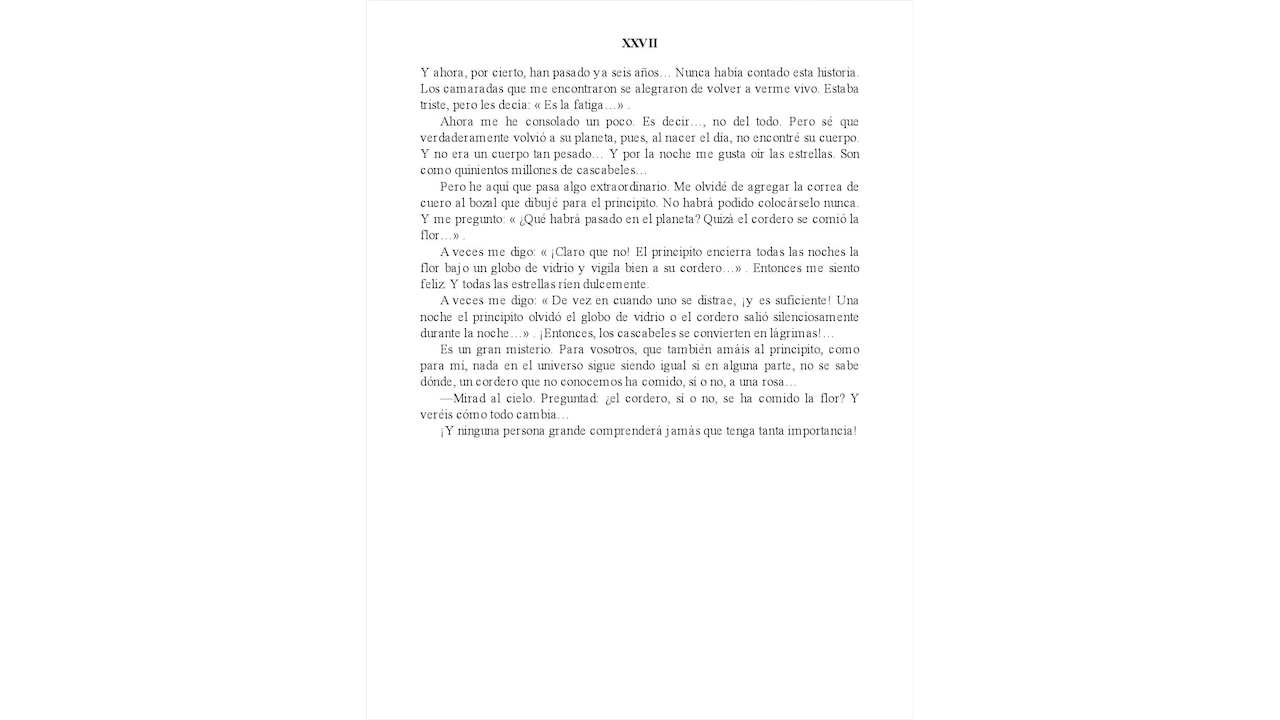 XXVII
Y ahora, por cierto, han pasado ya seis años… Nunca había contado esta historia.
Los camaradas que me encontraron se alegraron de volver a verme vivo. Estaba
triste, pero les decía: « Es la fatiga…» .
Ahora me he consolado un poco. Es decir…, no del todo. Pero sé que
verdaderamente volvió a su planeta, pues, al nacer el día, no encontré su cuerpo.
Y no era un cuerpo tan pesado… Y por la noche me gusta oír las estrellas. Son
como quinientos millones de cascabeles…
Pero he aquí que pasa algo extraordinario. Me olvidé de agregar la correa de
cuero al bozal que dibujé para el principito. No habrá podido colocárselo nunca.
Y me pregunto: « ¿Qué habrá pasado en el planeta? Quizá el cordero se comió la
flor…» .
A veces me digo: « ¡Claro que no! El principito encierra todas las noches la
flor bajo un globo de vidrio y vigila bien a su cordero…» . Entonces me siento
feliz. Y todas las estrellas ríen dulcemente.
A veces me digo: « De vez en cuando uno se distrae, ¡y es suficiente! Una
noche el principito olvidó el globo de vidrio o el cordero salió silenciosamente
durante la noche…» . ¡Entonces, los cascabeles se convierten en lágrimas!…
Es un gran misterio. Para vosotros, que también amáis al principito, como
para mí, nada en el universo sigue siendo igual si en alguna parte, no se sabe
dónde, un cordero que no conocemos ha comido, sí o no, a una rosa…
—Mirad al cielo. Preguntad: ¿el cordero, sí o no, se ha comido la flor? Y
veréis cómo todo cambia…
¡Y ninguna persona grande comprenderá jamás que tenga tanta importancia!